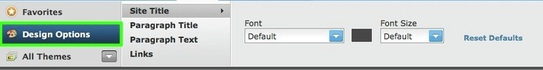 Favorites
Design Options
All Themes
Site Title
Paragraph Title
Paragraph Text
Links
Font
Default
Font Size
Default
Reset Defaults